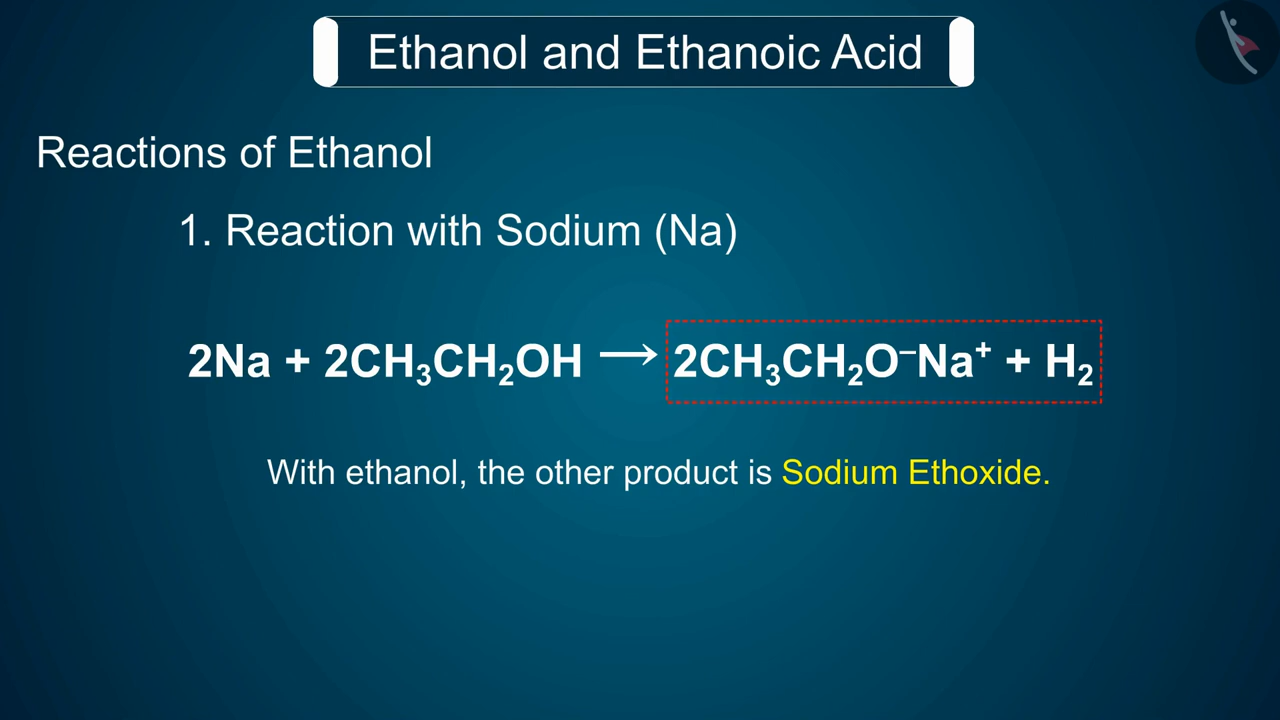 Ethanol and Ethanoic Acid
Reactions of Ethanol
1. Reaction with Sodium (Na)
2Na + 2CH₃CH₂OH ⟶ 2CH₃CH₂O⁻Na⁺ + H₂
With ethanol, the other product is Sodium Ethoxide.